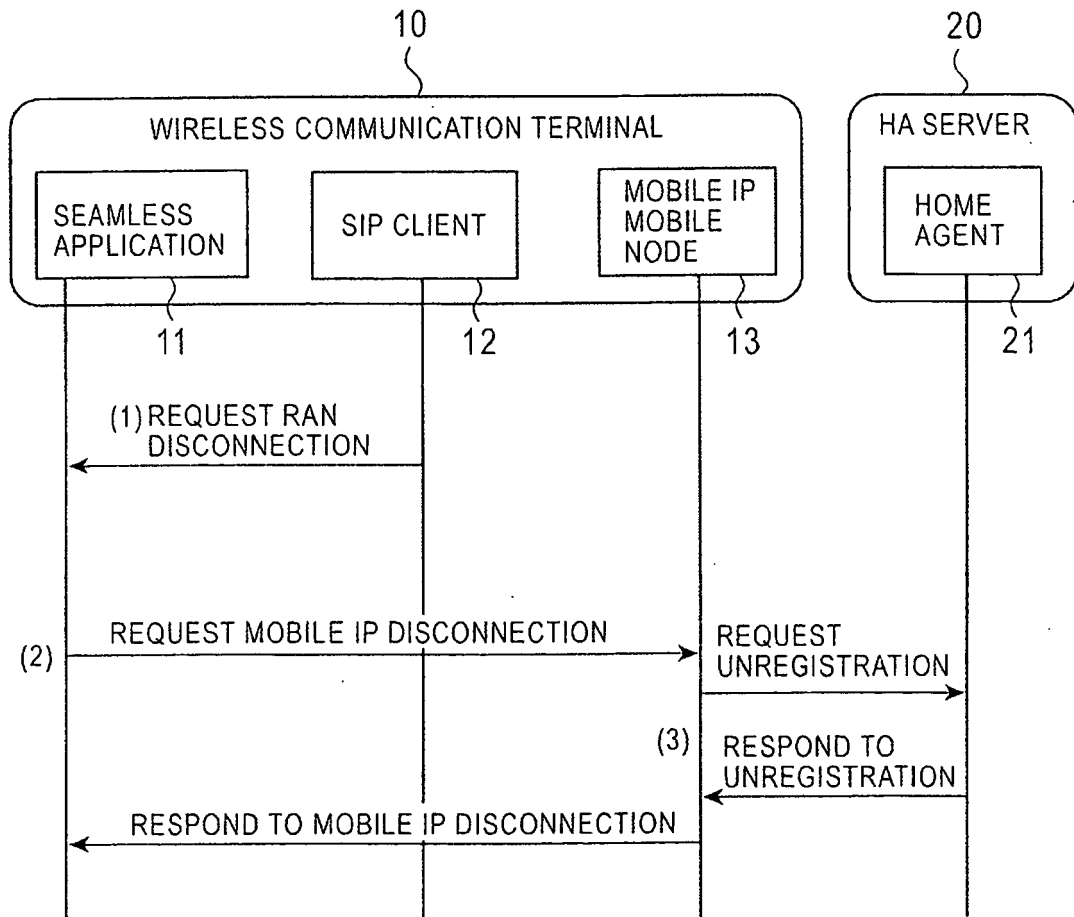 10
20
WIRELESS COMMUNICATION TERMINAL
HA SERVER
SEAMLESS
APPLICATION
SIP CLIENT
MOBILE IP
MOBILE
NODE
HOME
AGENT
11
12
13
21
(1) REQUEST RAN
DISCONNECTION
(2)
REQUEST MOBILE IP DISCONNECTION
REQUEST
UNREGISTRATION
(3)
RESPOND TO
UNREGISTRATION
RESPOND TO MOBILE IP DISCONNECTION